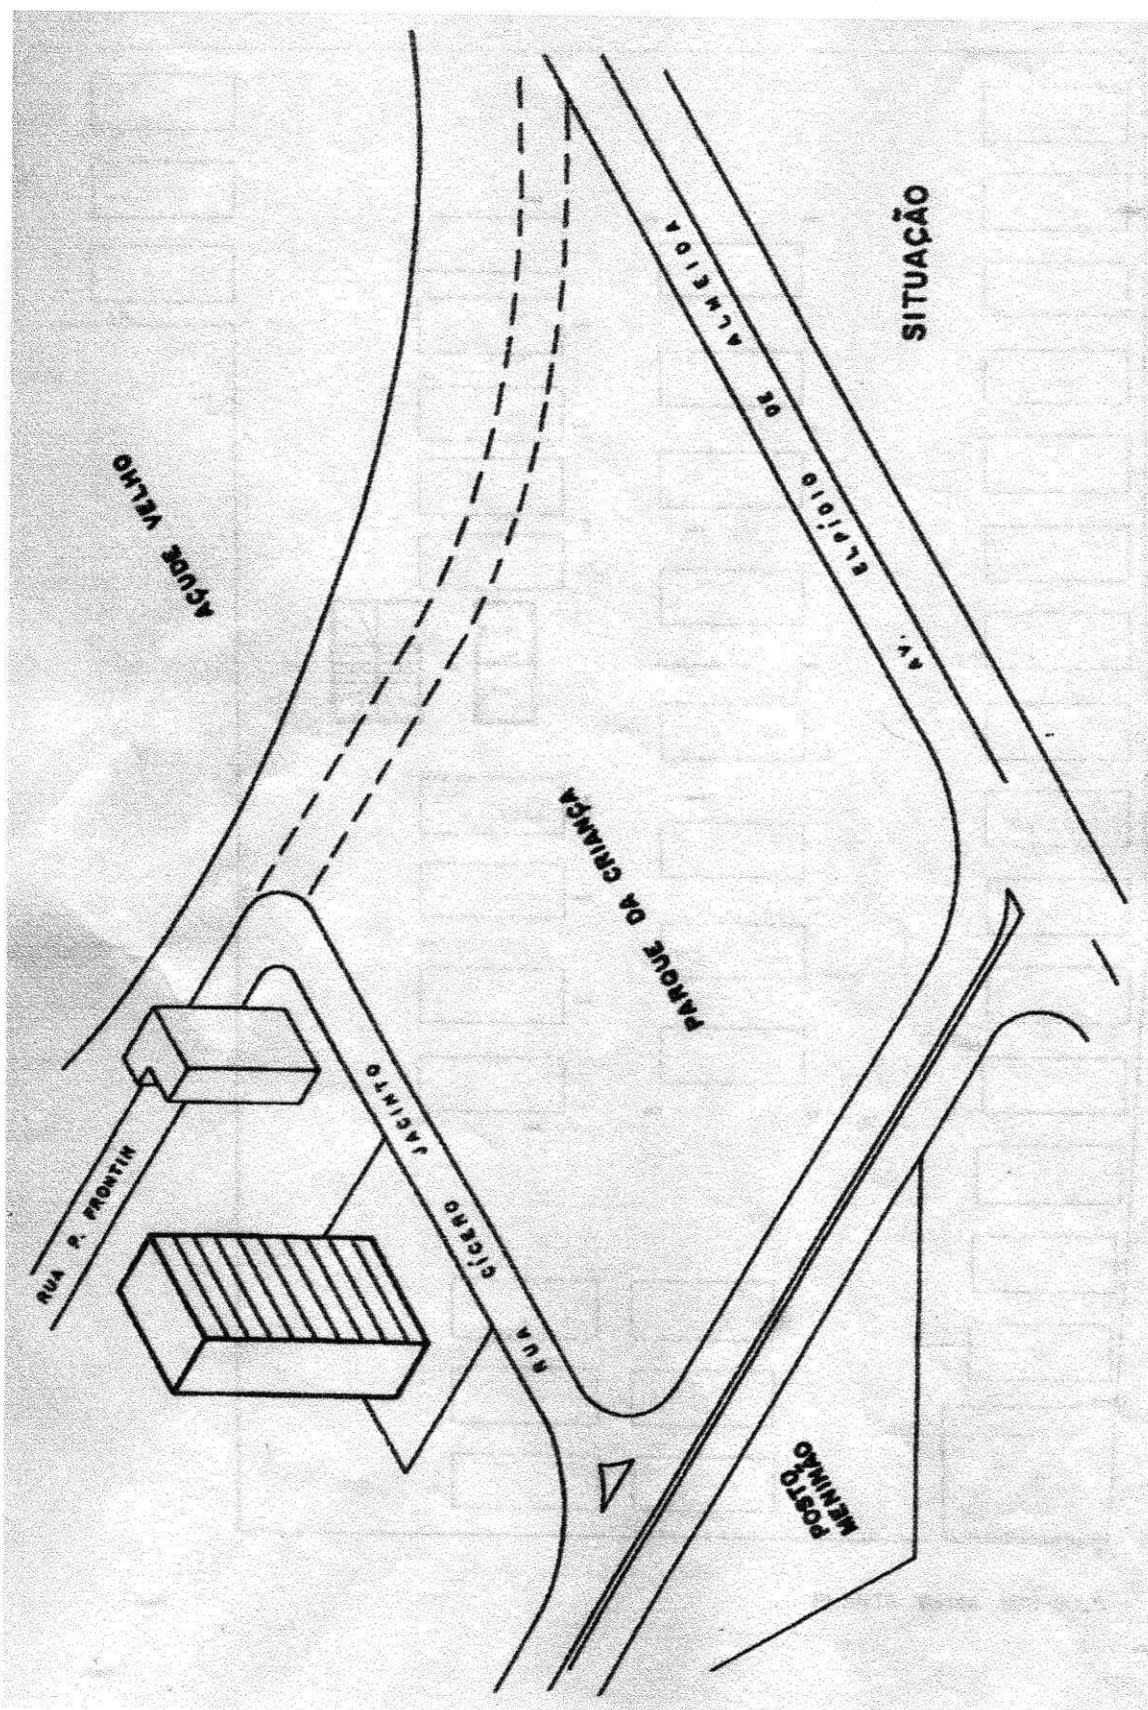 SITUAÇÃO
AÇUDE VELHO
AV. ELPÍDIO DE ALMEIDA
PARQUE DA CRIANÇA
RUA P. FRONTIN
RUA CÍCERO JACINTO
POSTO
MENINÃO